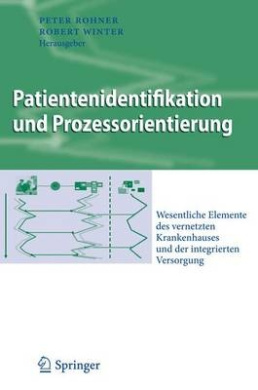 PETER ROHNER
ROBERT WINTER
Herausgeber
Patientenidentifikation
und Prozessorientierung
Wesentliche Elemente
des vernetzten
Krankenhauses
und der integrierten
Versorgung
Springer